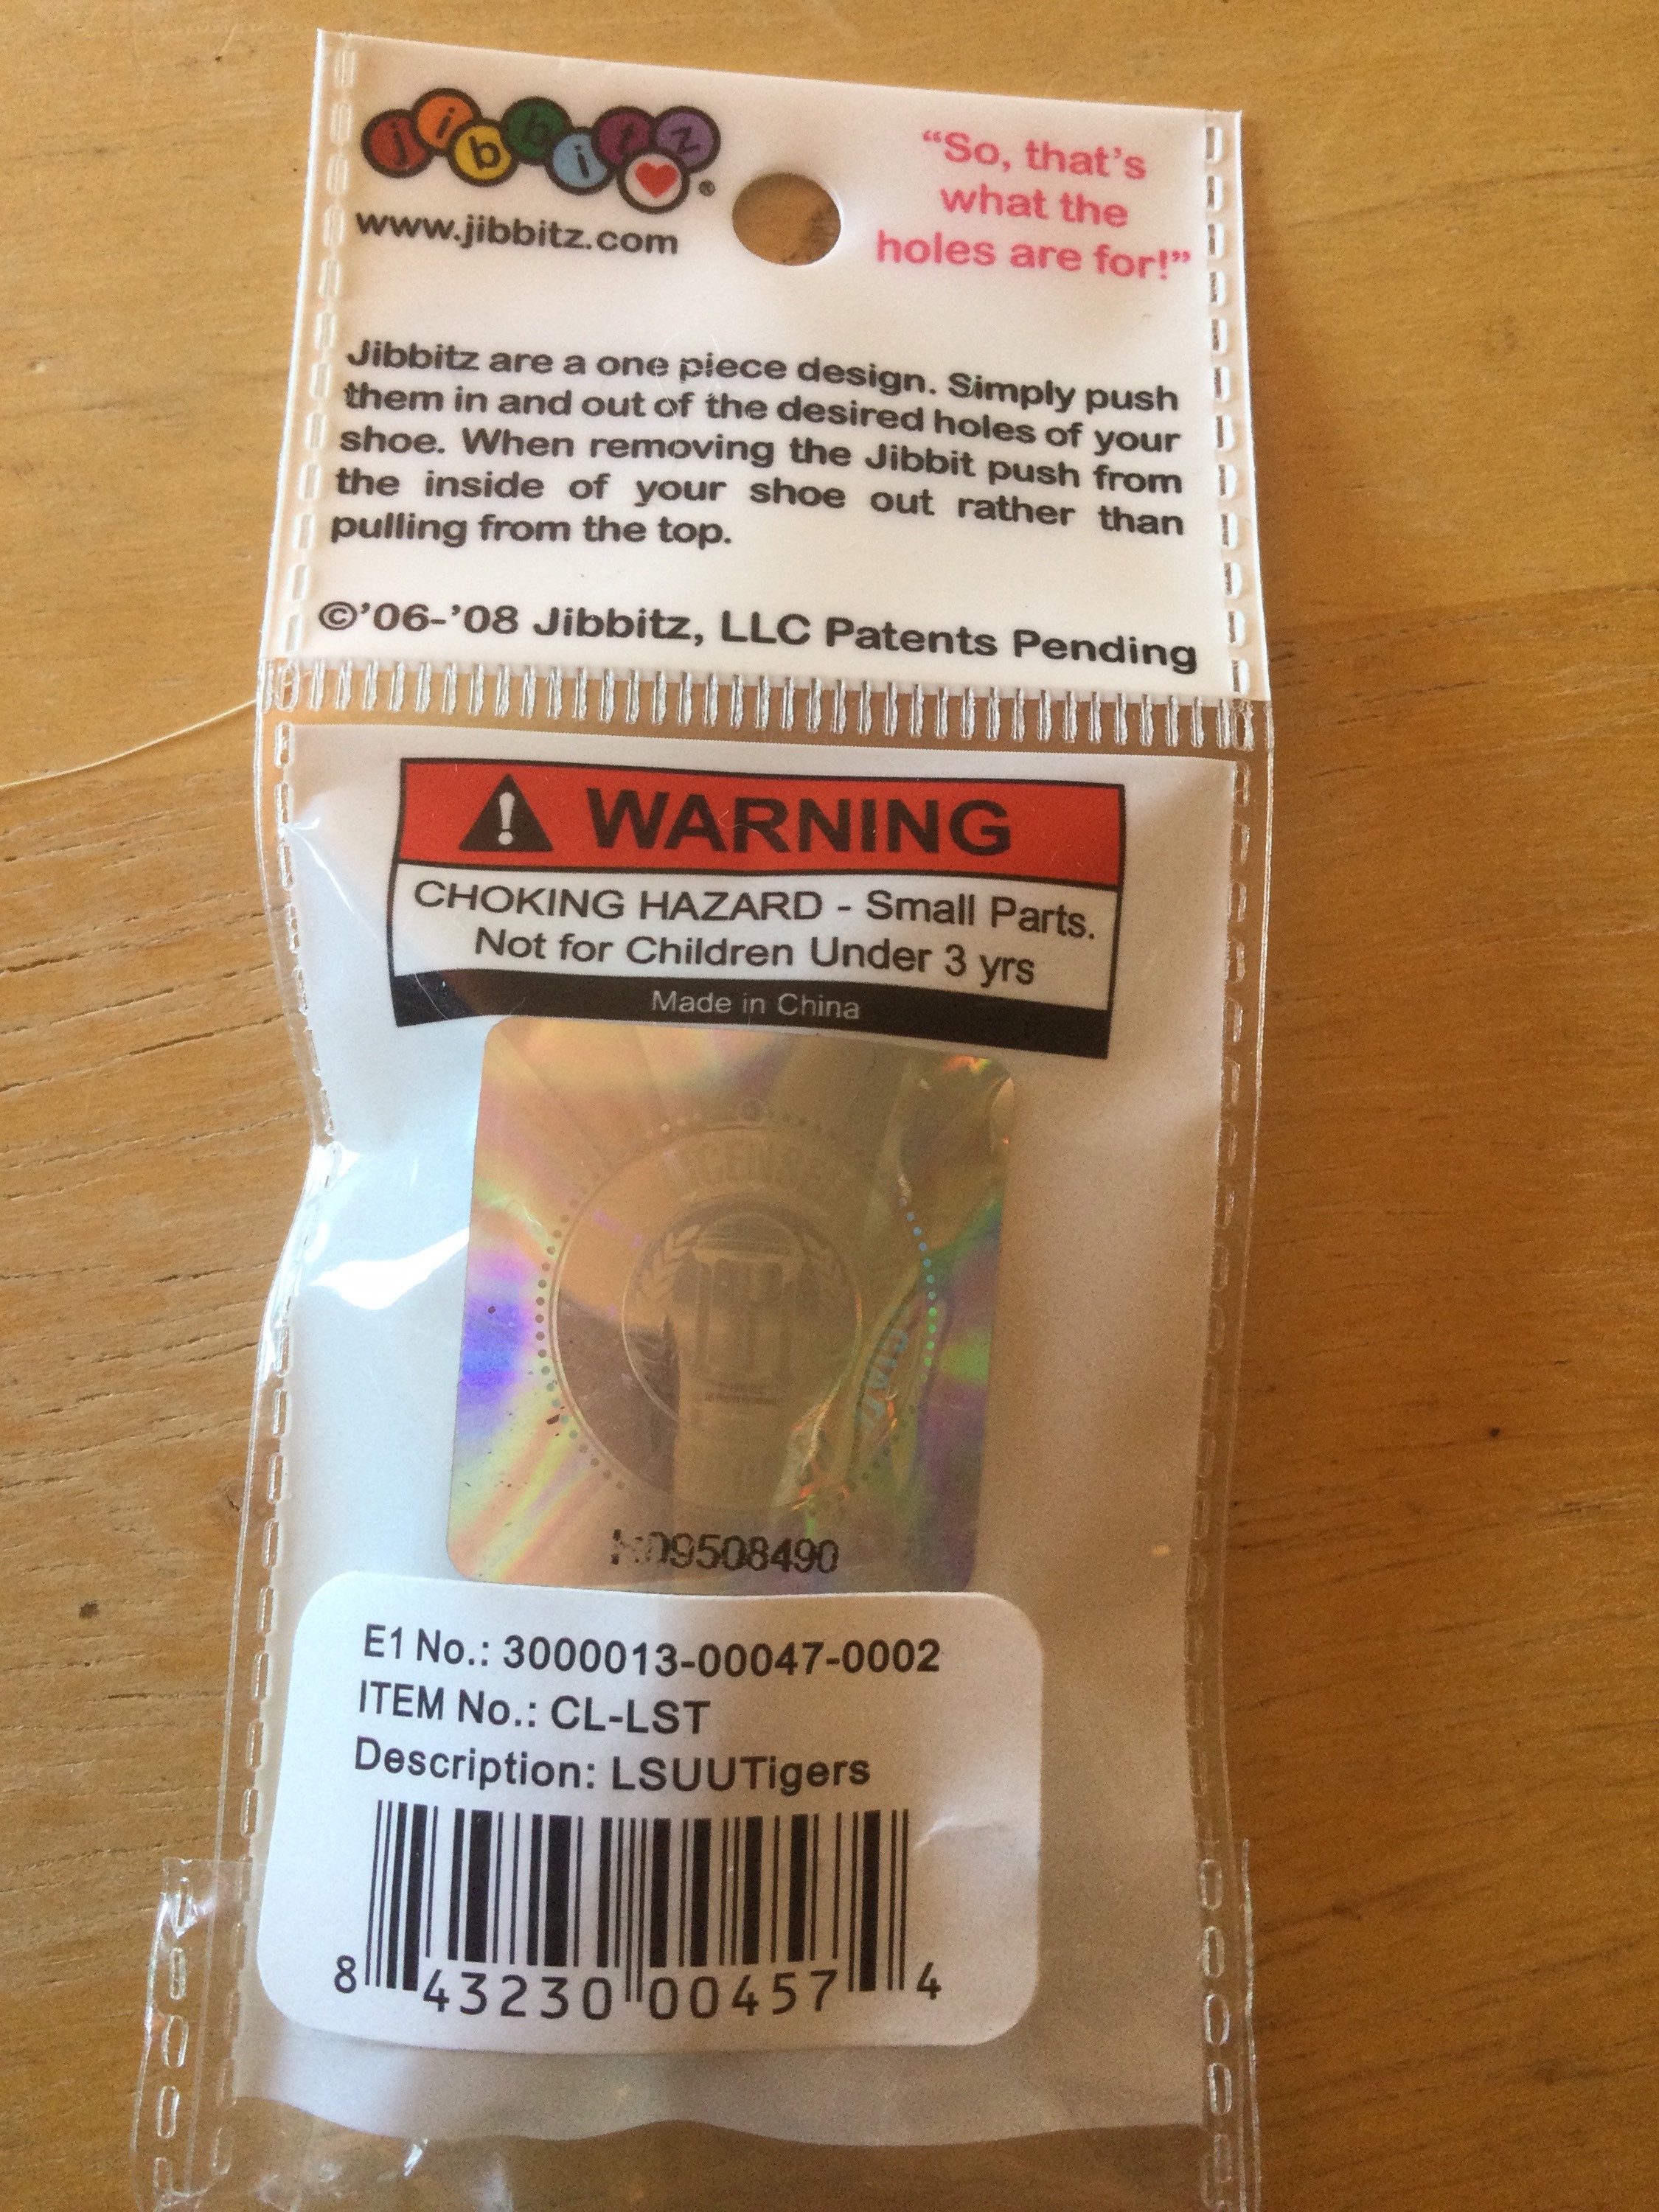 jibbitz®
www.jibbitz.com
“So, that’s
what the
holes are for!”
Jibbitz are a one piece design. Simply push
them in and out of the desired holes of your
shoe. When removing the Jibbit push from
the inside of your shoe out rather than
pulling from the top.
©’06-’08 Jibbitz, LLC Patents Pending
WARNING
CHOKING HAZARD - Small Parts.
Not for Children Under 3 yrs
Made in China
E1 No.: 3000013-00047-0002
ITEM No.: CL-LST
Description: LSUUTigers
8 43230 00457 4